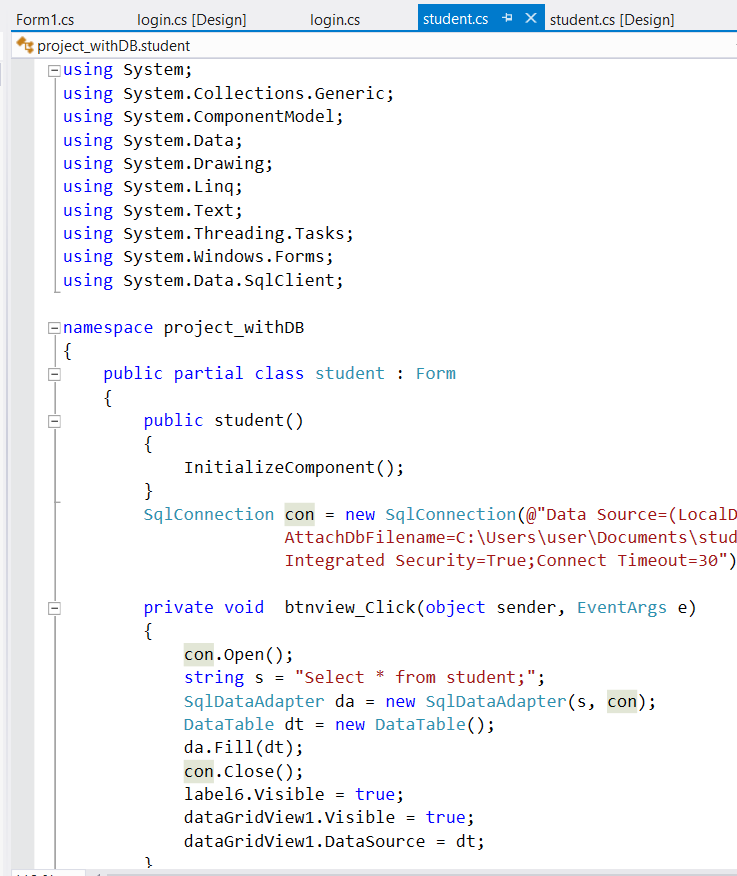 Form1.cs login.cs [Design] login.cs student.cs student.cs [Design]
project_withDB.student
using System;
using System.Collections.Generic;
using System.ComponentModel;
using System.Data;
using System.Drawing;
using System.Linq;
using System.Text;
using System.Threading.Tasks;
using System.Windows.Forms;
using System.Data.SqlClient;
namespace project_withDB
{
public partial class student : Form
{
public student()
{
InitializeComponent();
}
SqlConnection con = new SqlConnection(@"Data Source=(LocalD
AttachDbFilename=C:\Users\user\Documents\stud
Integrated Security=True;Connect Timeout=30")
private void btnview_Click(object sender, EventArgs e)
{
con.Open();
string s = "Select * from student;";
SqlDataAdapter da = new SqlDataAdapter(s, con);
DataTable dt = new DataTable();
da.Fill(dt);
con.Close();
label6.Visible = true;
dataGridView1.Visible = true;
dataGridView1.DataSource = dt;
}